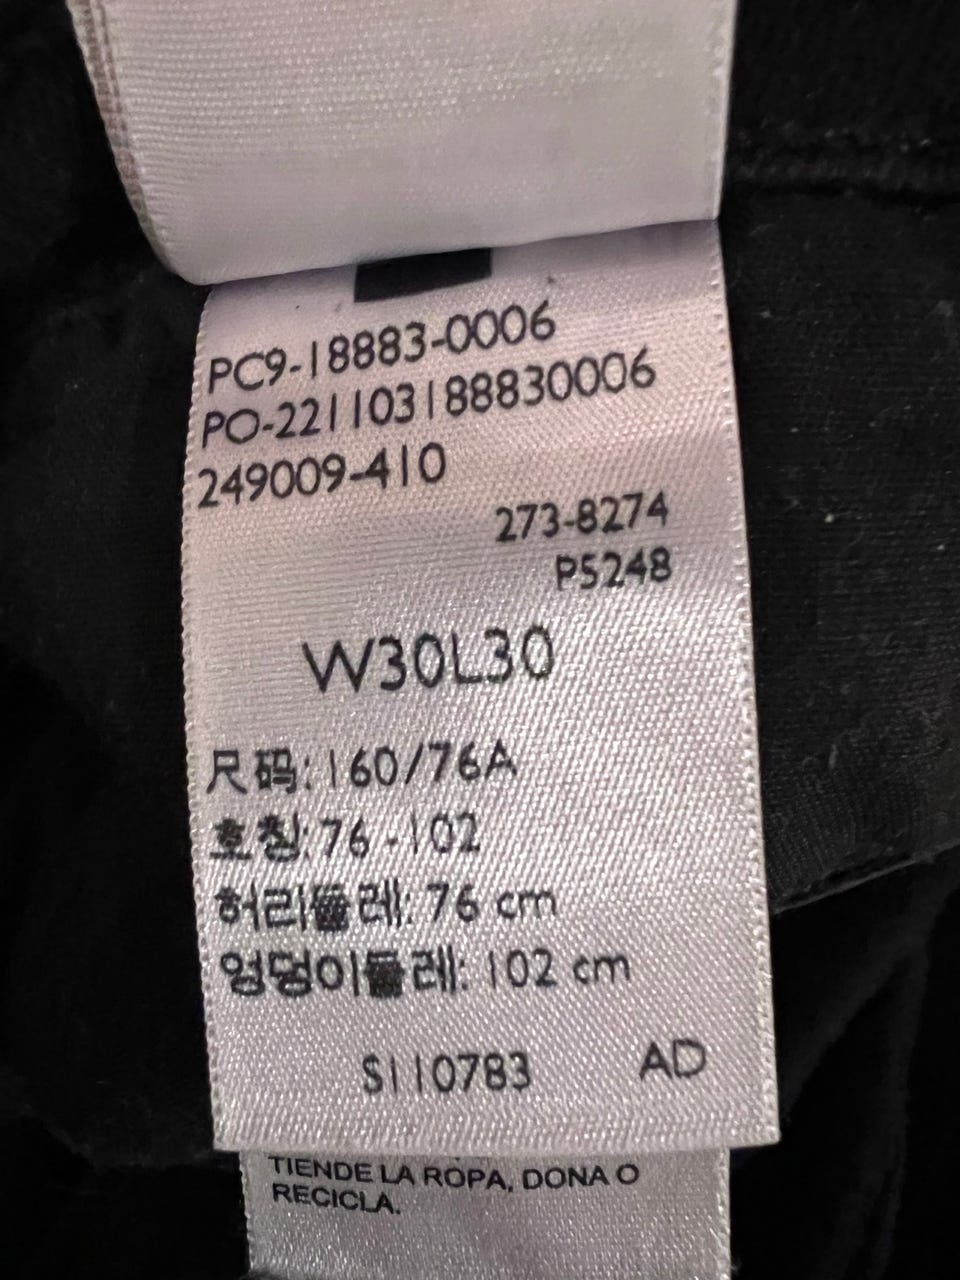 PC9-18883-0006
PO-221103188830006
249009-410
273-8274
P5248
W30L30
尺码: 160/76A
호칭: 76 -102
허리둘레: 76 cm
엉덩이둘레: 102 cm
S110783 AD
TIENDE LA ROPA, DONA O
RECICLA.